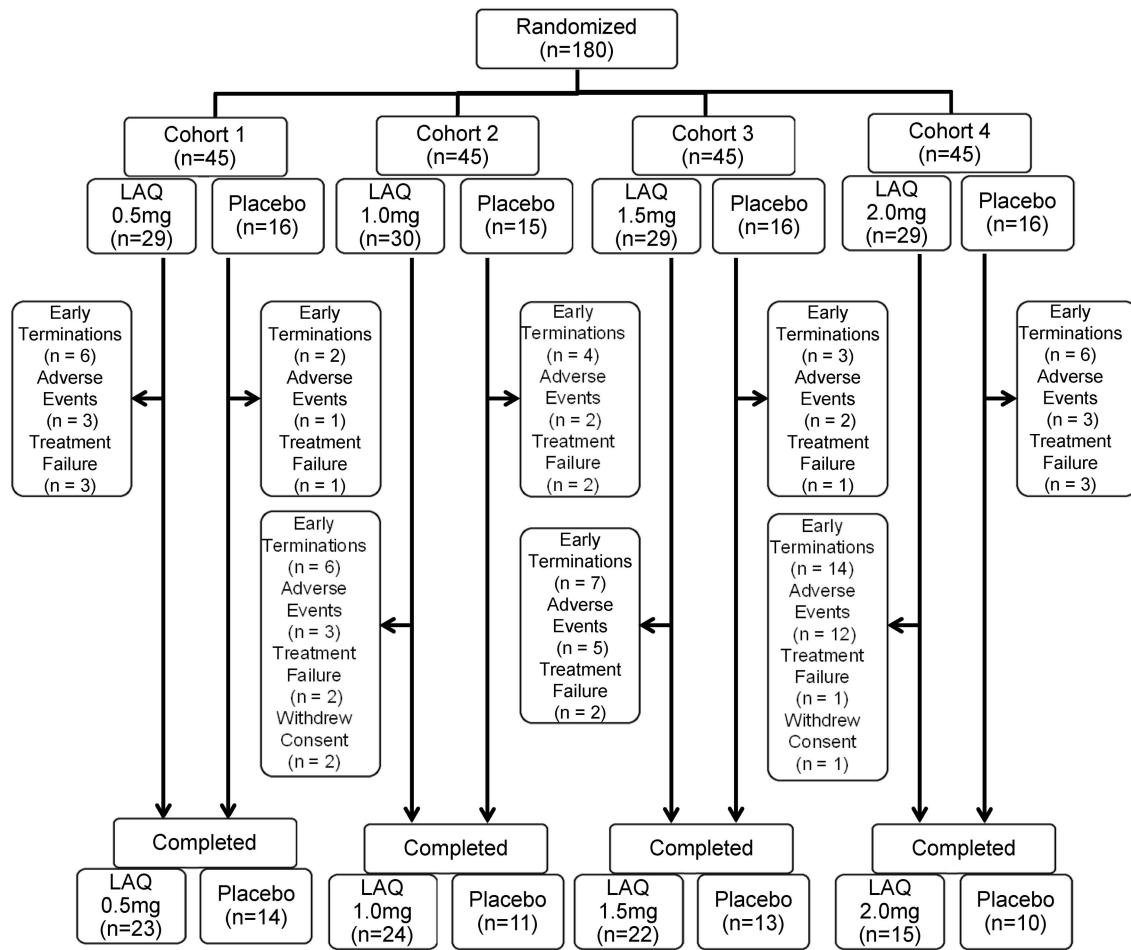 Randomized
(n=180)
Cohort 1
(n=45)
Cohort 2
(n=45)
Cohort 3
(n=45)
Cohort 4
(n=45)
LAQ
0.5mg
(n=29)
Placebo
(n=16)
LAQ
1.0mg
(n=30)
Placebo
(n=15)
LAQ
1.5mg
(n=29)
Placebo
(n=16)
LAQ
2.0mg
(n=29)
Placebo
(n=16)
Early
Terminations
(n = 6)
Adverse
Events
(n = 3)
Treatment
Failure
(n = 3)
Early
Terminations
(n = 2)
Adverse
Events
(n = 1)
Treatment
Failure
(n = 1)
Early
Terminations
(n = 4)
Adverse
Events
(n = 2)
Treatment
Failure
(n = 2)
Early
Terminations
(n = 3)
Adverse
Events
(n = 2)
Treatment
Failure
(n = 1)
Early
Terminations
(n = 6)
Adverse
Events
(n = 3)
Treatment
Failure
(n = 3)
Early
Terminations
(n = 6)
Adverse
Events
(n = 3)
Treatment
Failure
(n = 2)
Withdrew
Consent
(n = 2)
Early
Terminations
(n = 7)
Adverse
Events
(n = 5)
Treatment
Failure
(n = 2)
Early
Terminations
(n = 14)
Adverse
Events
(n = 12)
Treatment
Failure
(n = 1)
Withdrew
Consent
(n = 1)
Completed
Completed
Completed
Completed
LAQ
0.5mg
(n=23)
Placebo
(n=14)
LAQ
1.0mg
(n=24)
Placebo
(n=11)
LAQ
1.5mg
(n=22)
Placebo
(n=13)
LAQ
2.0mg
(n=15)
Placebo
(n=10)